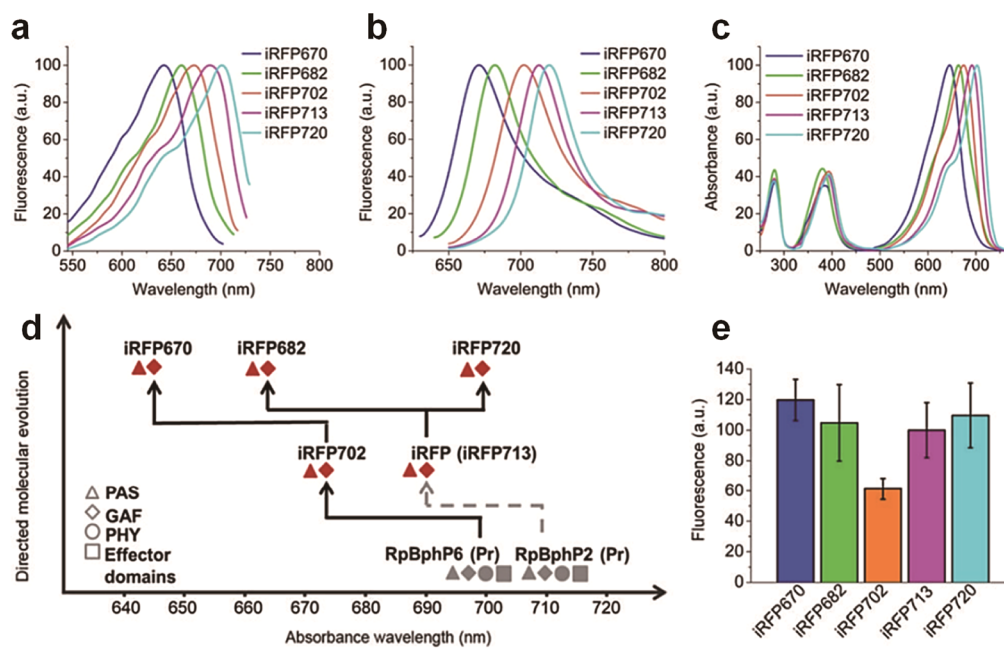 a
iRFP670
iRFP682
iRFP702
iRFP713
iRFP720
Fluorescence (a.u.)
100
80
60
40
20
0
550 600 650 700 750 800
Wavelength (nm)
b
iRFP670
iRFP682
iRFP702
iRFP713
iRFP720
Fluorescence (a.u.)
100
80
60
40
20
0
650 700 750 800
Wavelength (nm)
c
iRFP670
iRFP682
iRFP702
iRFP713
iRFP720
Absorbance (a.u.)
100
80
60
40
20
0
300 400 500 600 700
Wavelength (nm)
d
Directed molecular evolution
iRFP670 iRFP682 iRFP720
iRFP702 iRFP (iRFP713)
PAS
GAF
PHY
Effector
domains
RpBphP6 (Pr) RpBphP2 (Pr)
640 650 660 670 680 690 700 710 720
Absorbance wavelength (nm)
e
Fluorescence (a.u.)
140
120
100
80
60
40
20
0
iRFP670
iRFP682
iRFP702
iRFP713
iRFP720